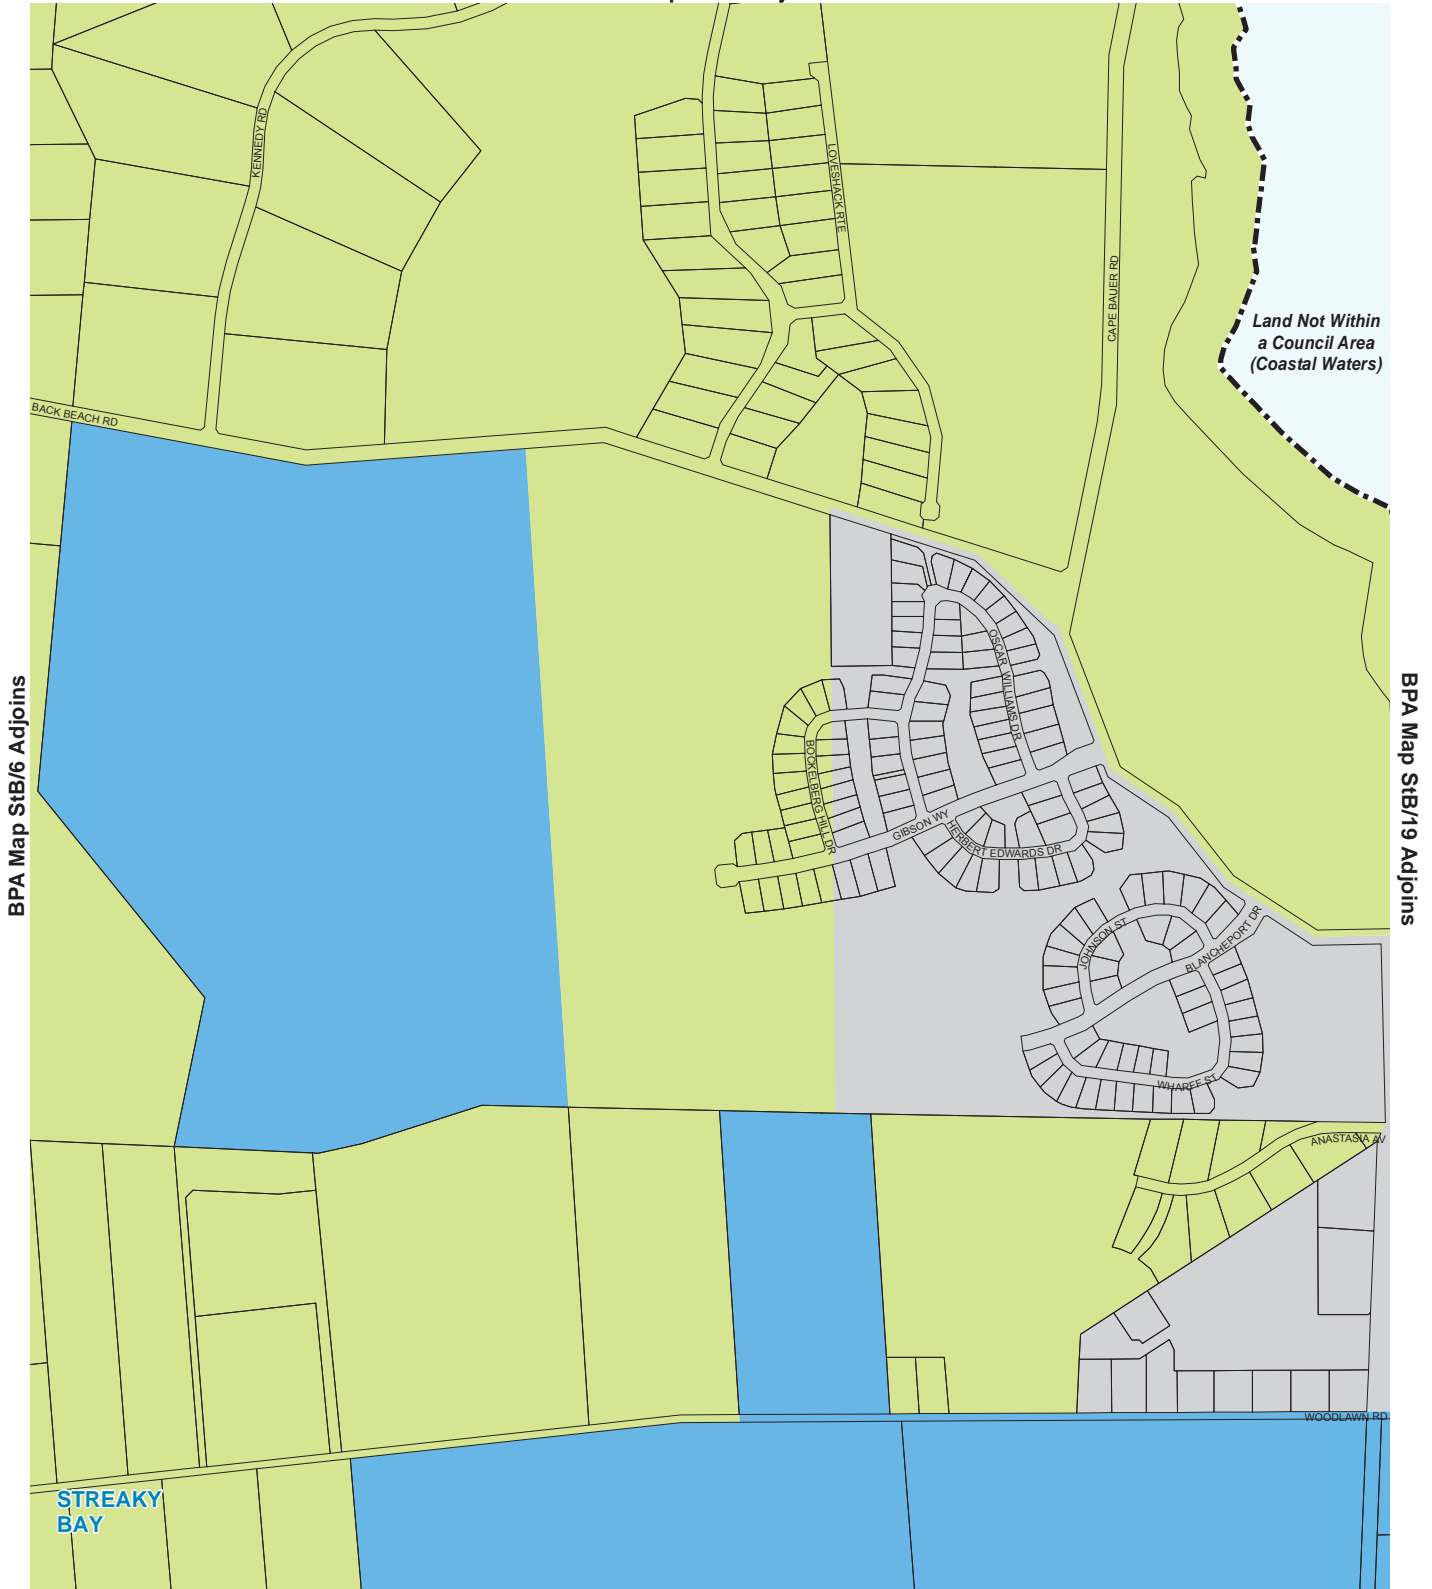 KENNEDY RD
LOVESHACK RTE
CAPE BAUER RD
Land Not Within
a Council Area
(Coastal Waters)
BACK BEACH RD
OSCAR WILLIAMS DR
BPA Map StB/6 Adjoins
BPA Map StB/19 Adjoins
BOCKELBERG HILL DR
GIBSON WY
HERBERT EDWARDS DR
JOHNSON ST
BLANCHEPORT DR
WHARFF ST
ANASTASIA AV
WOODLAWN RD
STREAKY
BAY